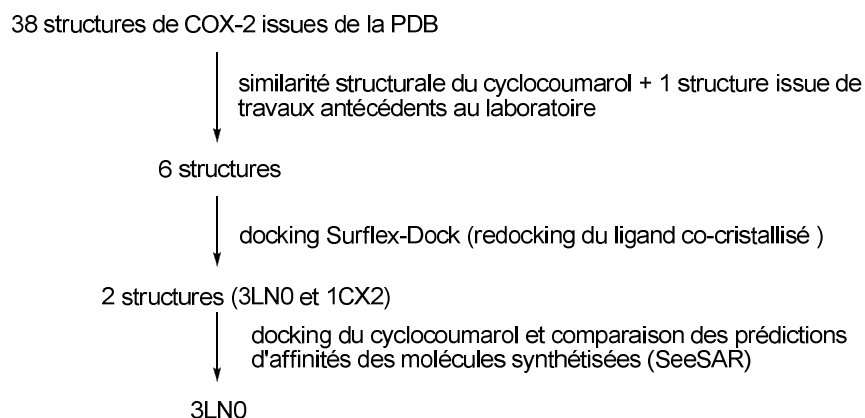 38 structures de COX-2 issues de la PDB
similarité structurale du cyclocoumarol + 1 structure issue de
travaux antécédents au laboratoire
6 structures
docking Surflex-Dock (redocking du ligand co-cristallisé )
2 structures (3LN0 et 1CX2)
docking du cyclocoumarol et comparaison des prédictions
d'affinités des molécules synthétisées (SeeSAR)
3LN0